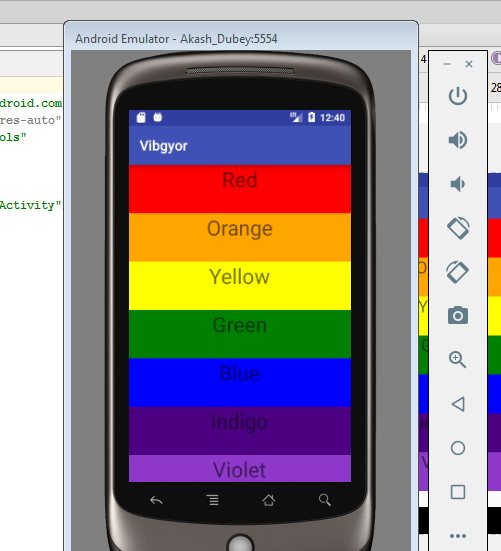 Android Emulator - Akash_Dubey:5554
droid.com
res-auto"
ols"
Activity"
12:40
Vibgyor
Red
Orange
Yellow
Green
Blue
Indigo
Violet
4
28